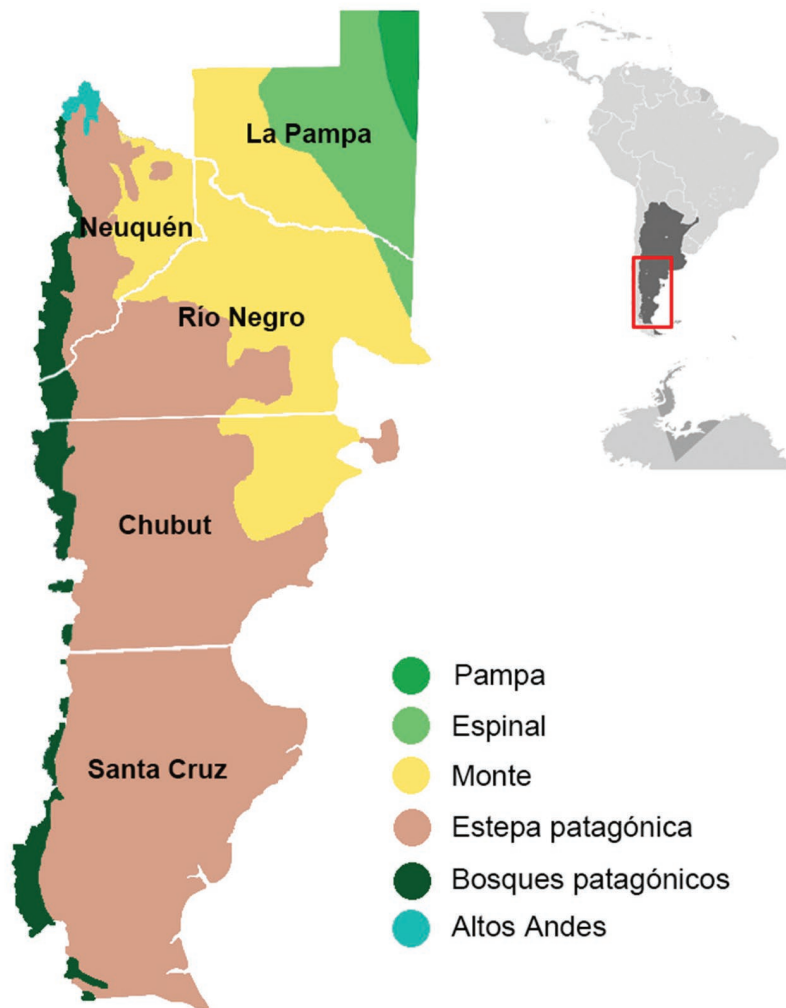 La Pampa
Neuquén
Río Negro
Chubut
Santa Cruz
Pampa
Espinal
Monte
Estepa patagónica
Bosques patagónicos
Altos Andes